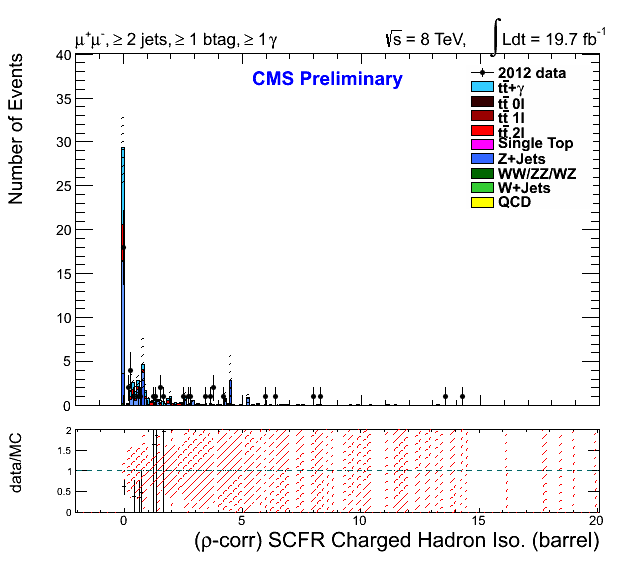 μ⁺μ⁻, ≥ 2 jets, ≥ 1 btag, ≥ 1 γ √s = 8 TeV, ∫ Ldt = 19.7 fb⁻¹
CMS Preliminary
2012 data
tt̄+γ
tt̄ 0l
tt̄ 1l
tt̄ 2l
Single Top
Z+Jets
WW/ZZ/WZ
W+Jets
QCD
Number of Events
40
35
30
25
20
15
10
5
0
data/MC
2
1.5
1
0.5
0
0 5 10 15 20
(ρ-corr) SCFR Charged Hadron Iso. (barrel)